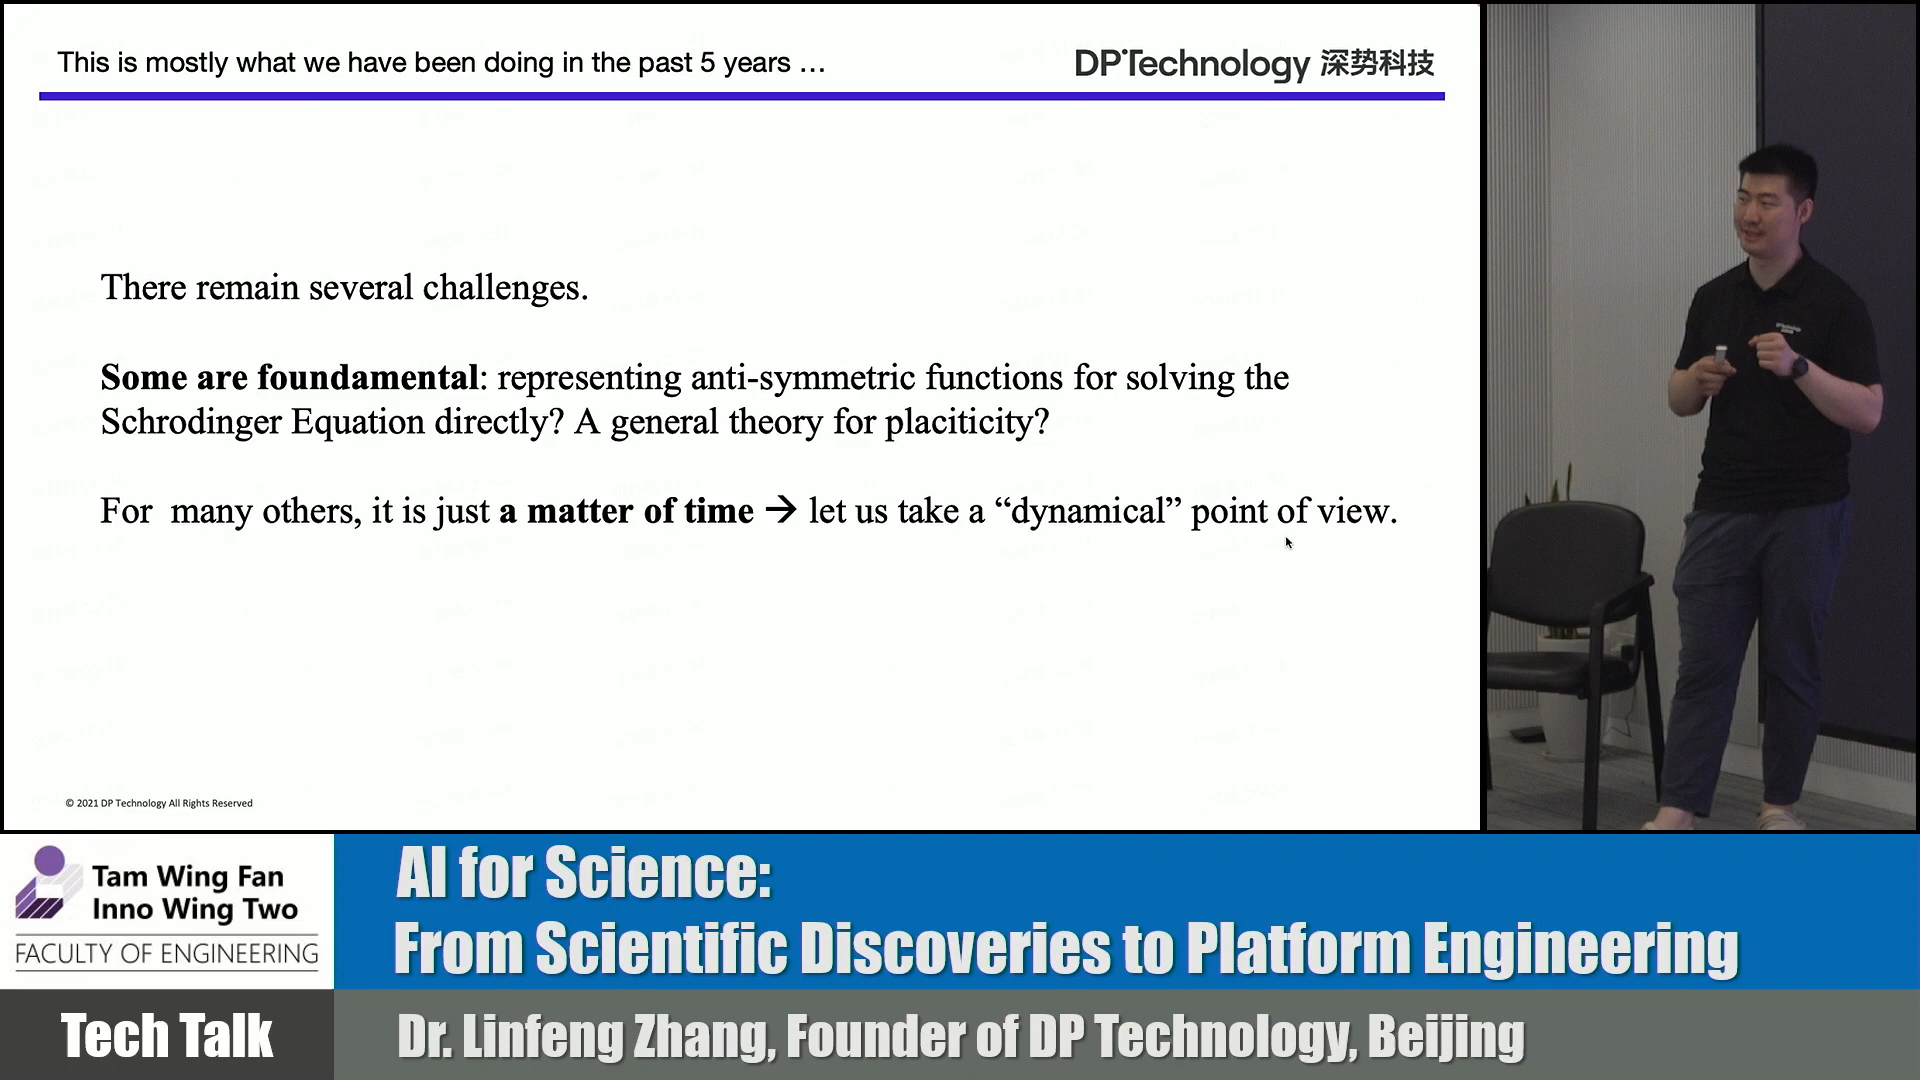 This is mostly what we have been doing in the past 5 years …
DPTechnology 深势科技
There remain several challenges.
Some are foundamental: representing anti-symmetric functions for solving the
Schrodinger Equation directly? A general theory for placiticity?
For many others, it is just a matter of time → let us take a “dynamical” point of view.
© 2021 DP Technology All Rights Reserved
Tam Wing Fan
Inno Wing Two
FACULTY OF ENGINEERING
AI for Science:
From Scientific Discoveries to Platform Engineering
Tech Talk
Dr. Linfeng Zhang, Founder of DP Technology, Beijing